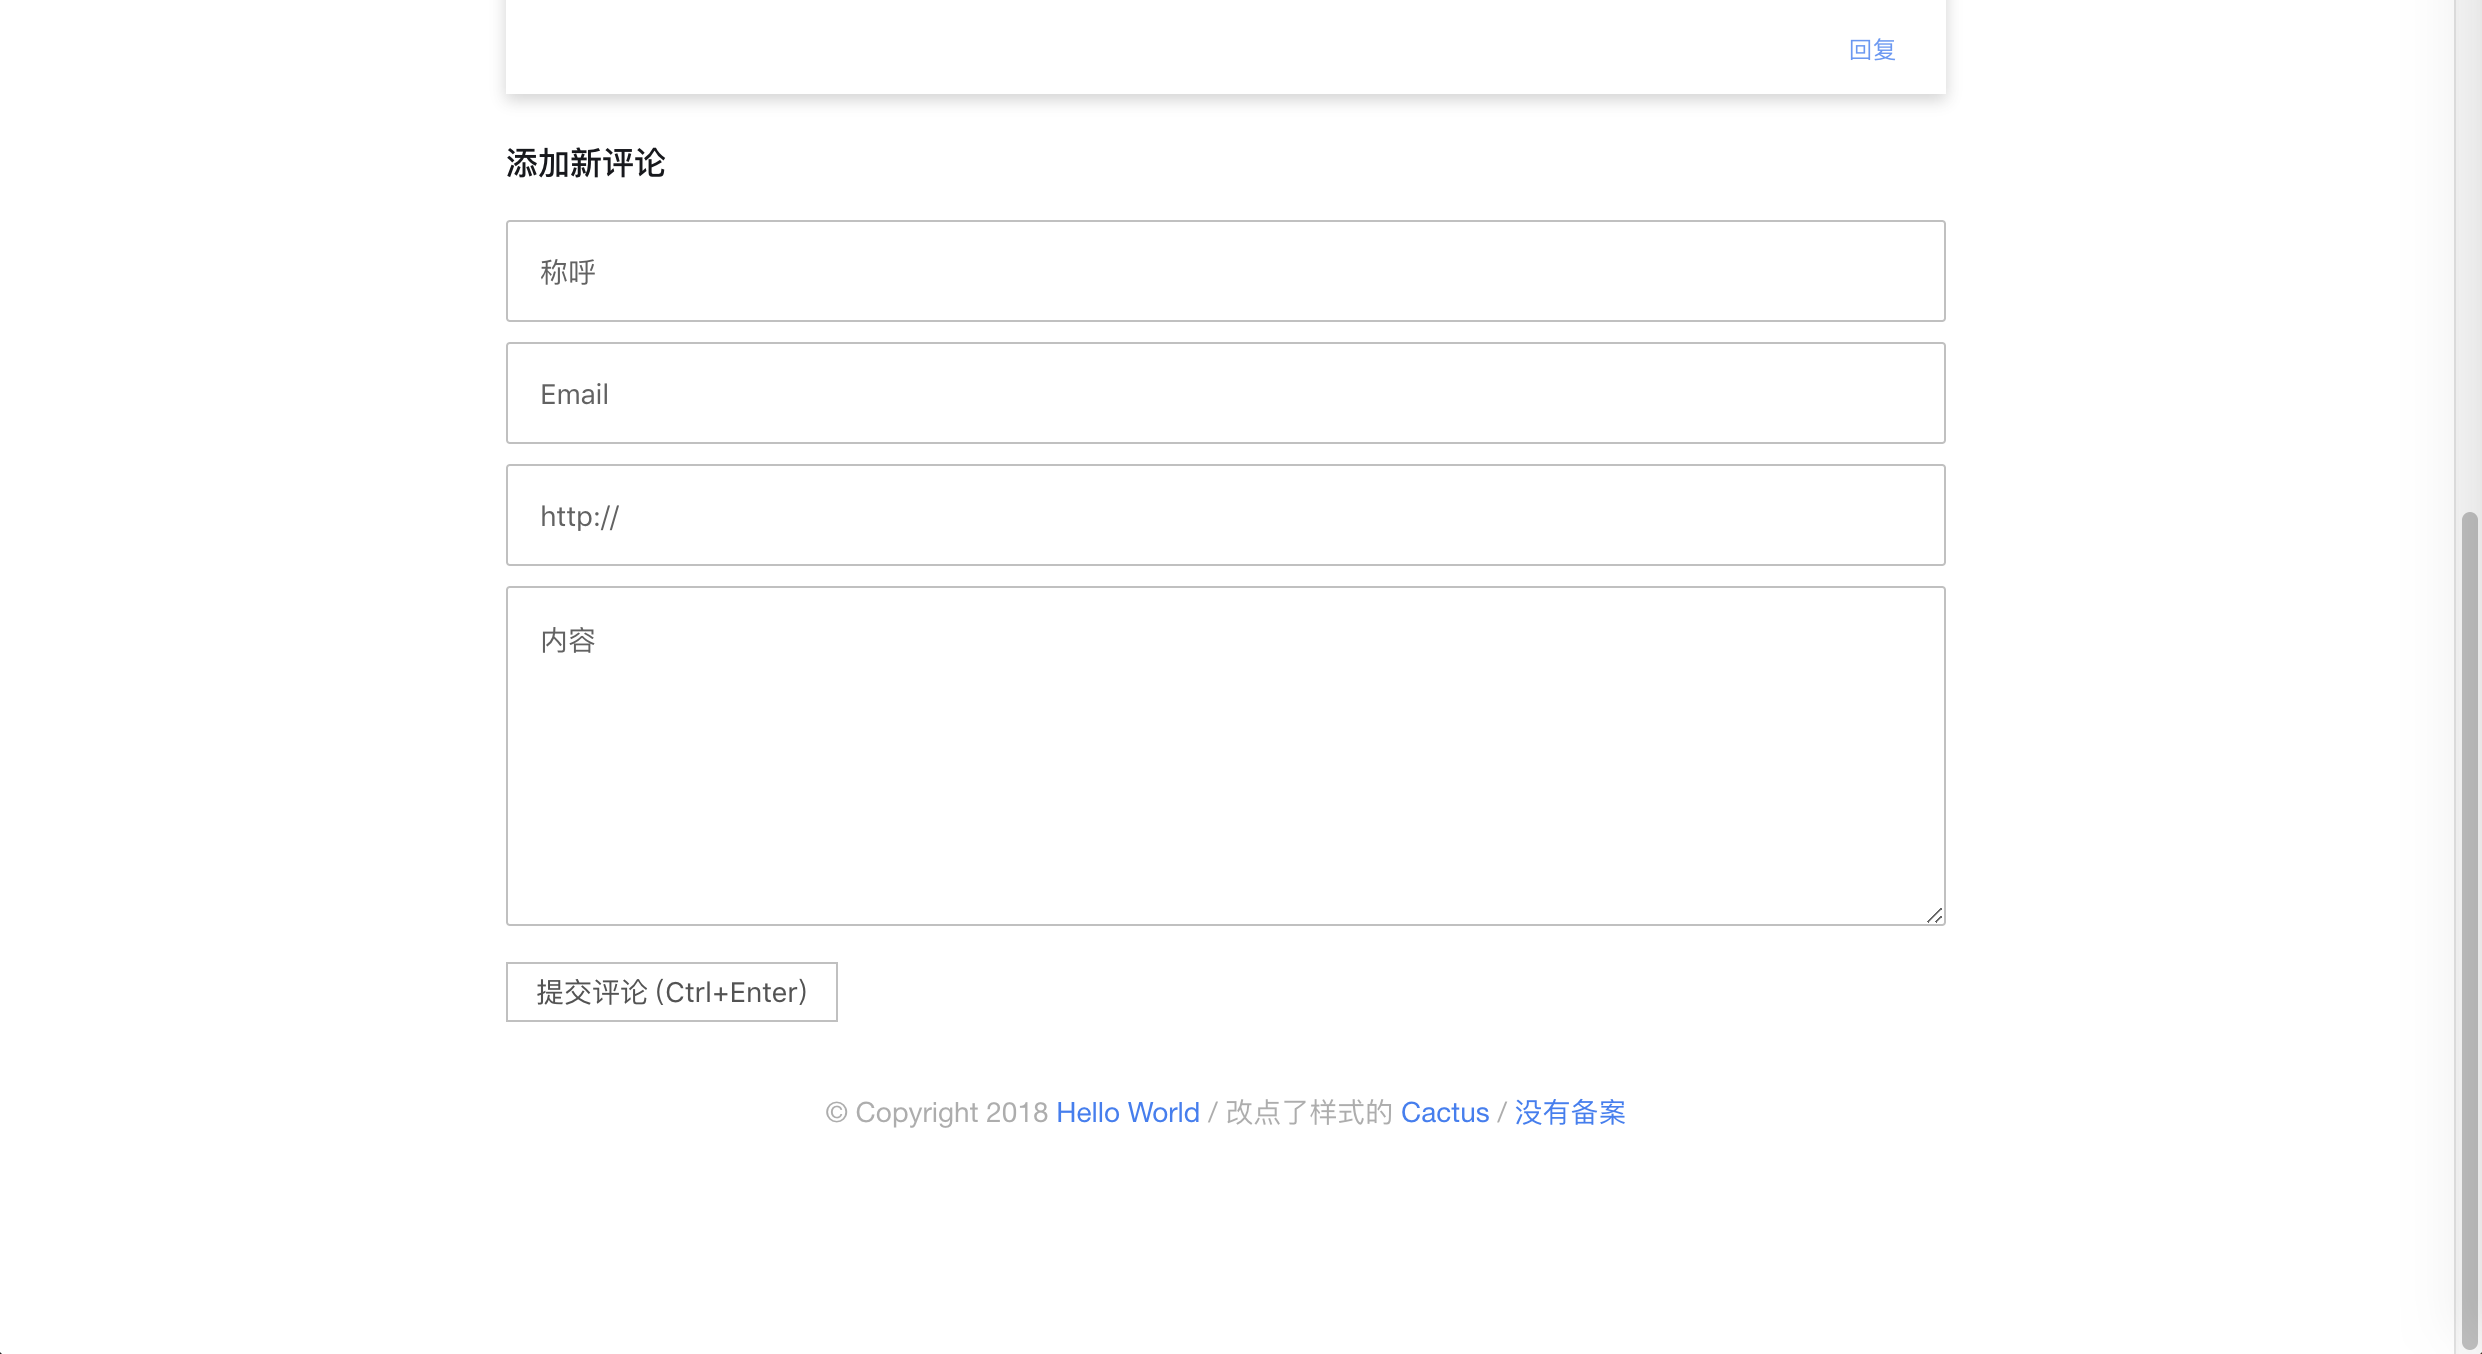 回复
添加新评论
称呼
Email
http://
内容
提交评论 (Ctrl+Enter)
© Copyright 2018 Hello World / 改点了样式的 Cactus / 没有备案